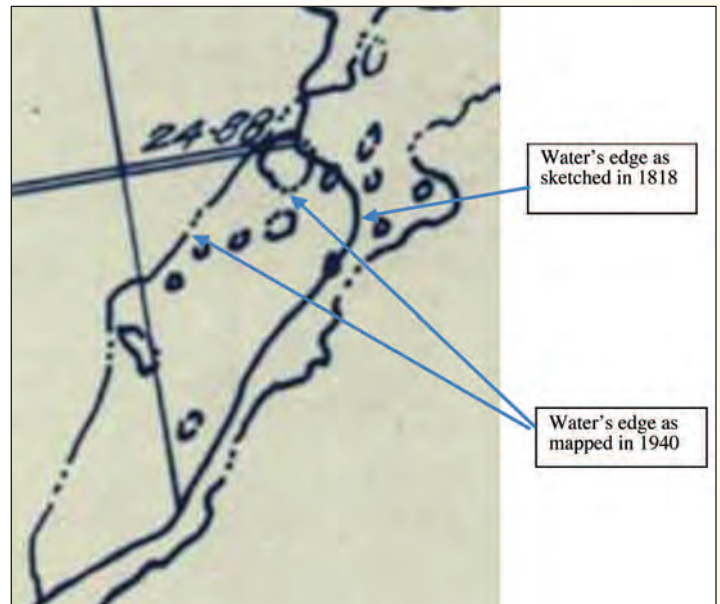 24-88
Water's edge as
sketched in 1818
Water's edge as
mapped in 1940